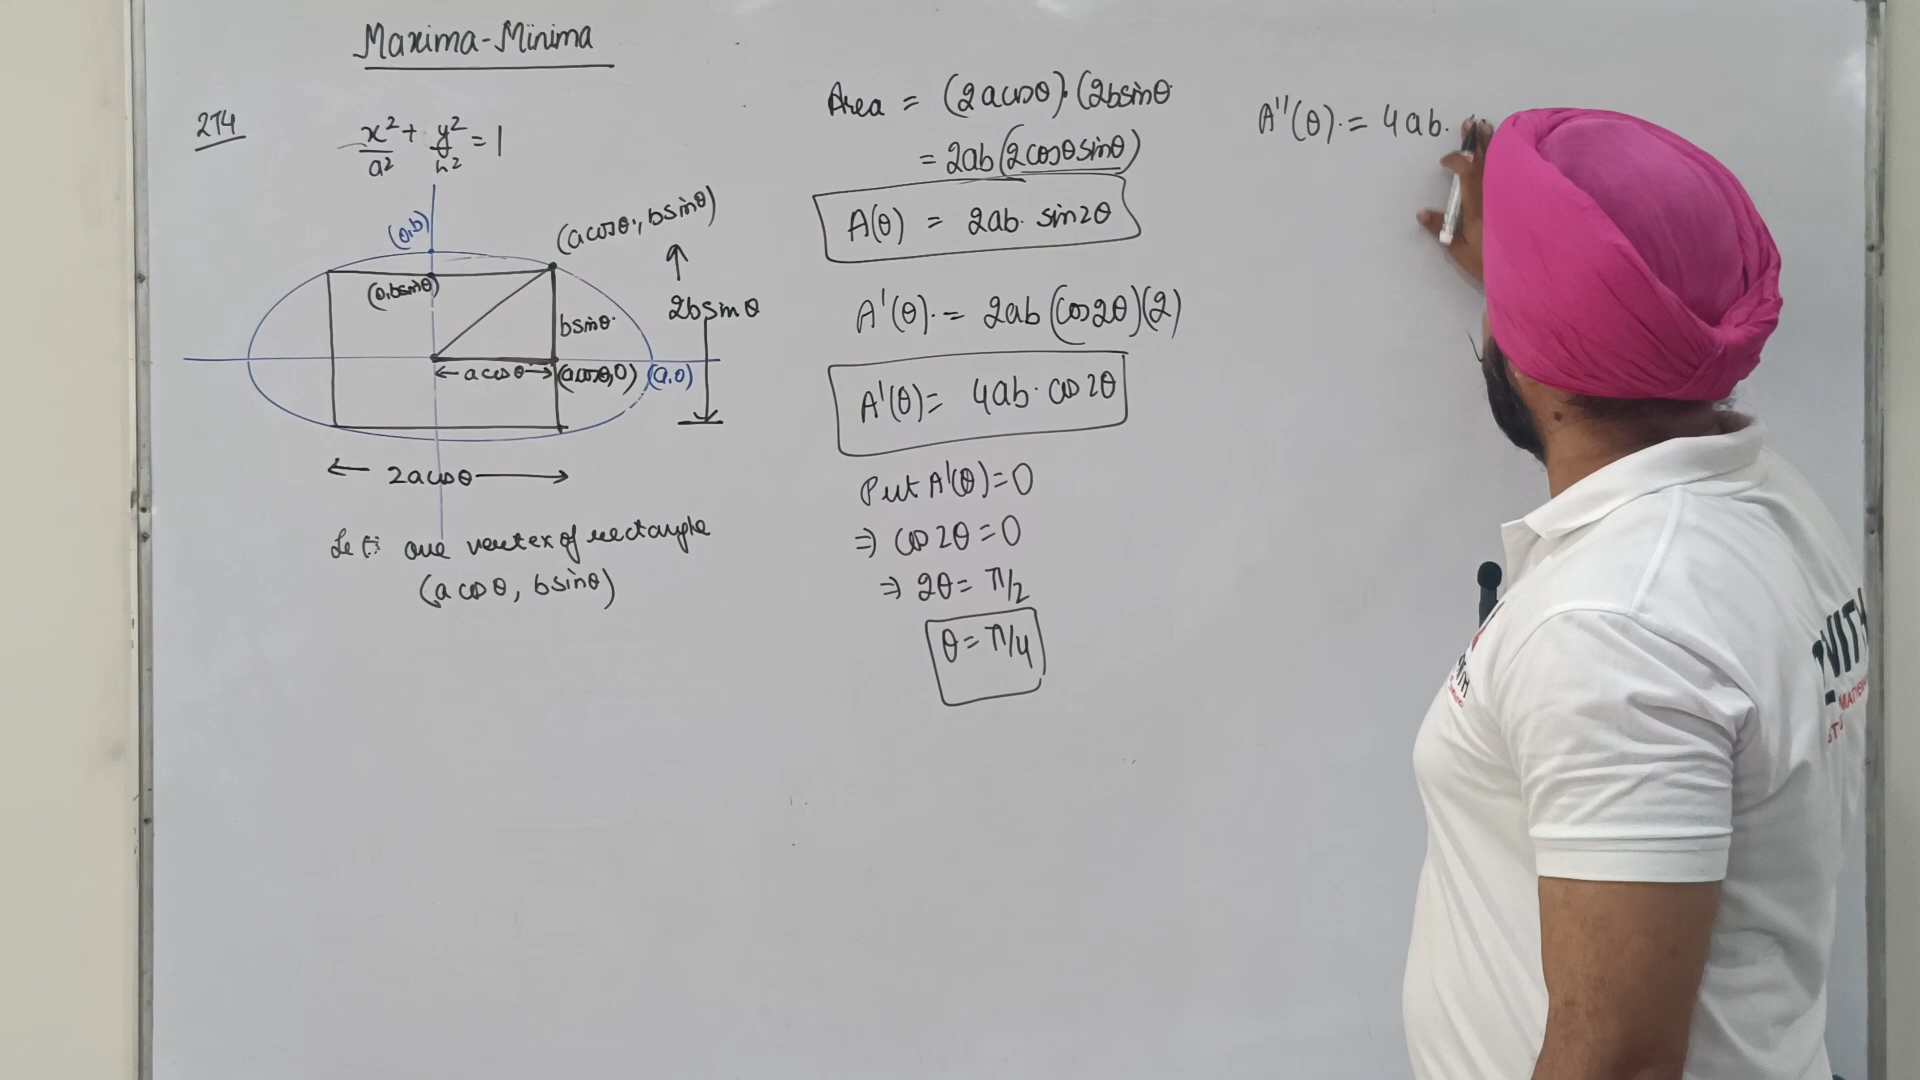 Maxima-Minima
274
x²/a² + y²/b² = 1
(0,b)
(acosθ, bsinθ)
(0,bsinθ)
2bsinθ
bsinθ
acosθ
(acosθ,0)
(a,0)
2acosθ
Let one vertex of rectangle
(acosθ, bsinθ)
Area = (2acosθ)·(2bsinθ
= 2ab(2cosθsinθ)
A(θ) = 2ab· sin2θ
A'(θ) = 2ab(cos2θ)(2)
A'(θ) = 4ab· cos2θ
Put A'(θ)=0
⇒ cos2θ=0
⇒ 2θ= π/2
θ= π/4
A''(θ) = 4ab·